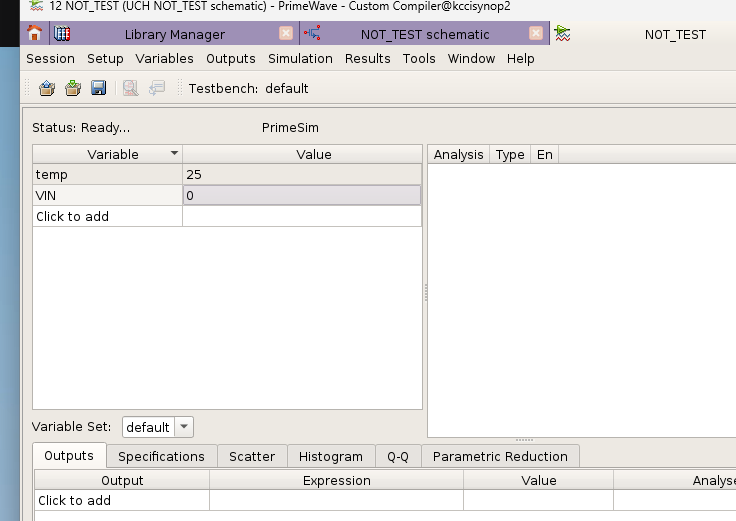 12 NOT_TEST (UCH NOT_TEST schematic) - PrimeWave - Custom Compiler@kccisynop2
Library Manager NOT_TEST schematic NOT_TEST
Session Setup Variables Outputs Simulation Results Tools Window Help
Testbench: default
Status: Ready... PrimeSim
Variable Value Analysis Type En
temp 25
VIN 0
Click to add
Variable Set: default
Outputs Specifications Scatter Histogram Q-Q Parametric Reduction
Output Expression Value Analyse
Click to add